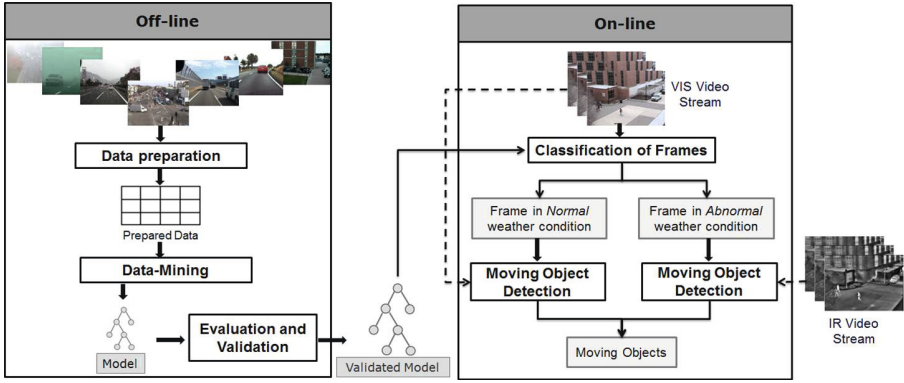 Off-line
Data preparation
Prepared Data
Data-Mining
Model
Evaluation and
Validation
Validated Model
On-line
VIS Video
Stream
Classification of Frames
Frame in Normal
weather condition
Frame in Abnormal
weather condition
Moving Object
Detection
Moving Object
Detection
IR Video
Stream
Moving Objects